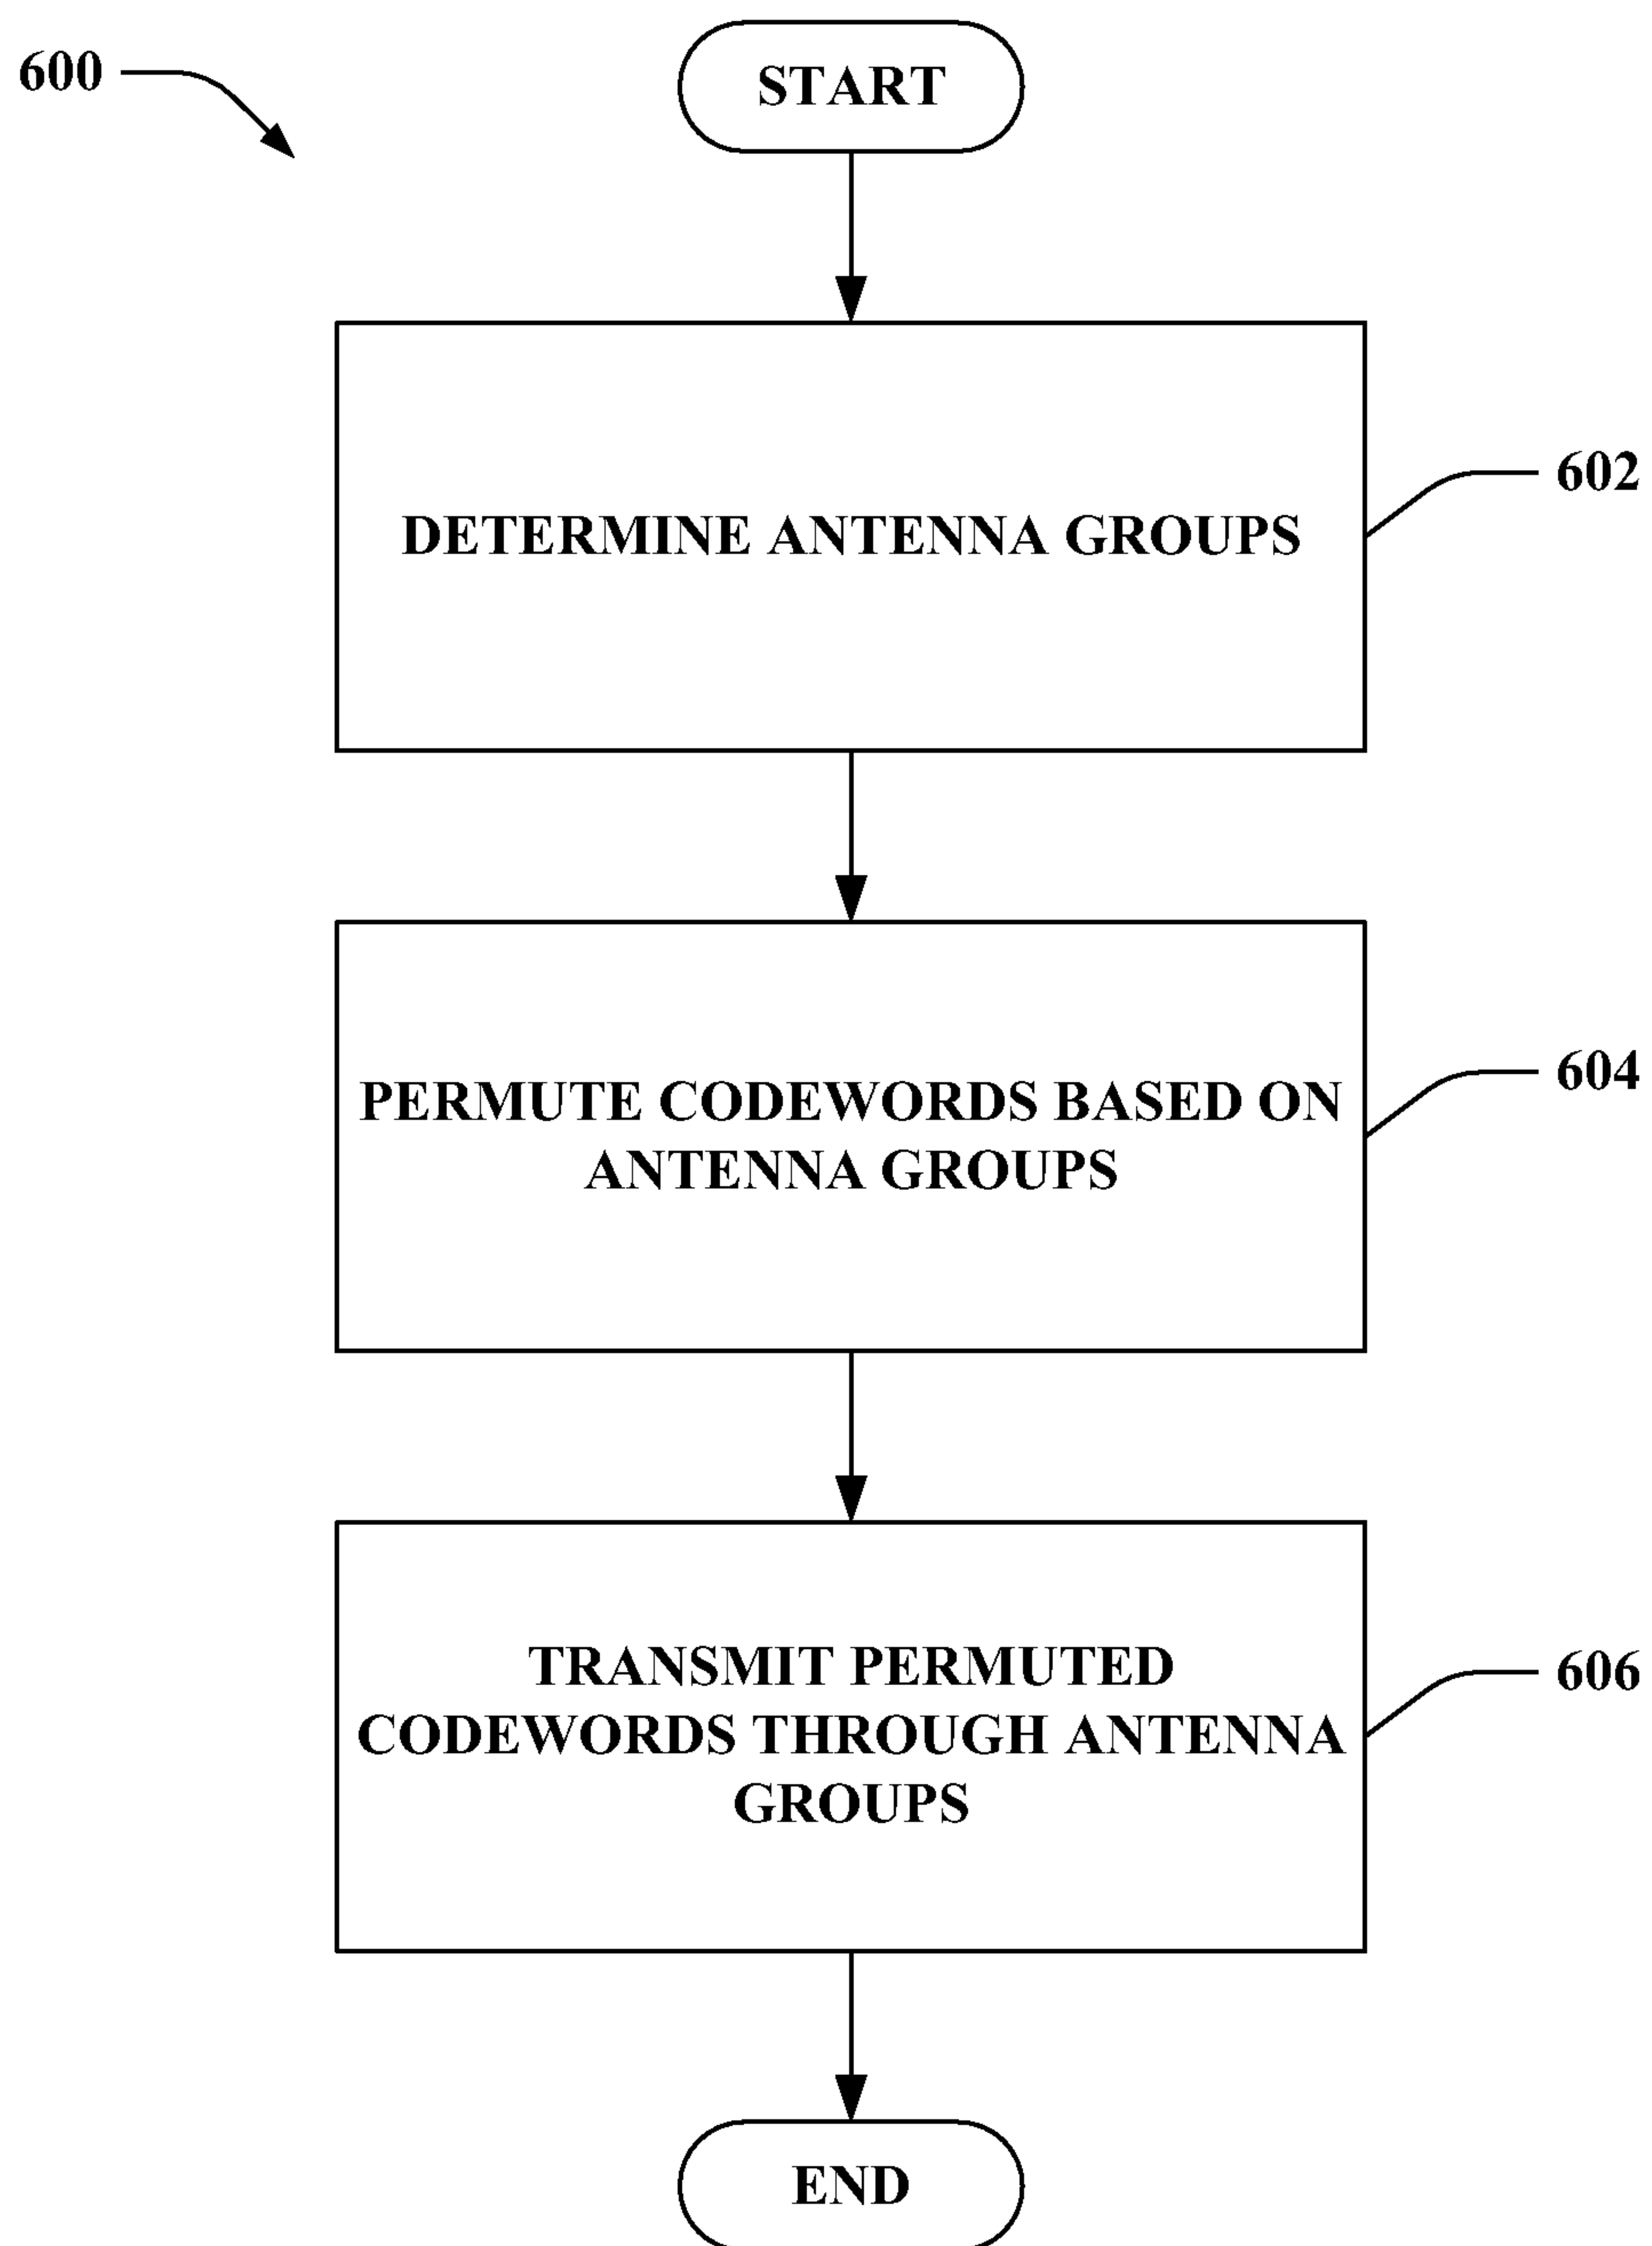 600
START
DETERMINE ANTENNA GROUPS
602
PERMUTE CODEWORDS BASED ON
ANTENNA GROUPS
604
TRANSMIT PERMUTED
CODEWORDS THROUGH ANTENNA
GROUPS
606
END